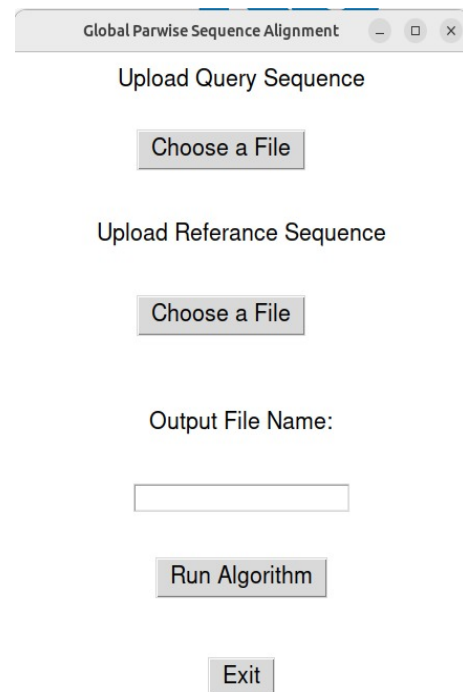 Global Parwise Sequence Alignment
Upload Query Sequence
Choose a File
Upload Referance Sequence
Choose a File
Output File Name:
Run Algorithm
Exit